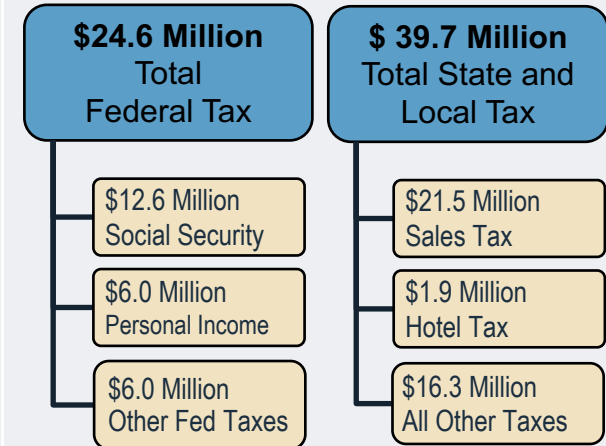 $24.6 Million
Total
Federal Tax
$12.6 Million
Social Security
$6.0 Million
Personal Income
$6.0 Million
Other Fed Taxes
$ 39.7 Million
Total State and
Local Tax
$21.5 Million
Sales Tax
$1.9 Million
Hotel Tax
$16.3 Million
All Other Taxes